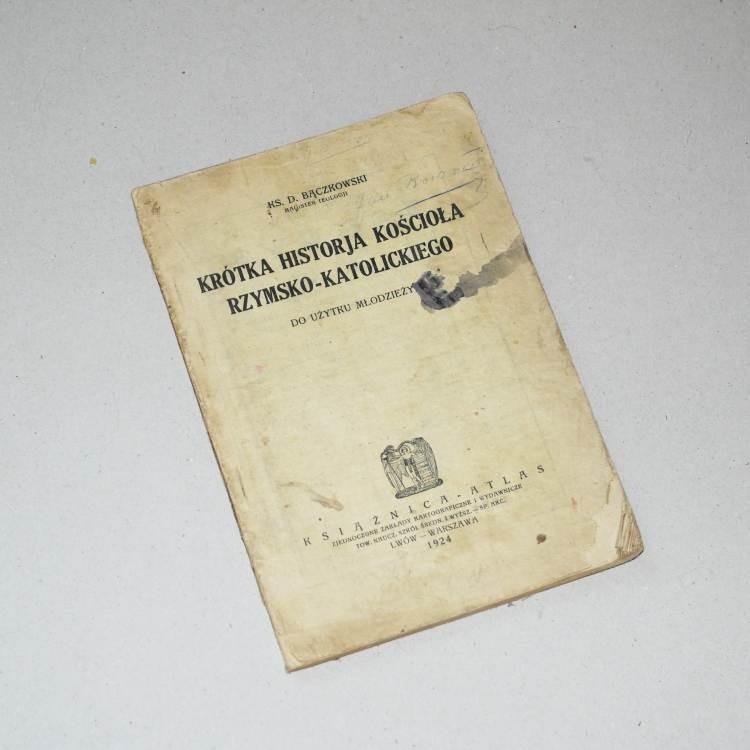 KS. D. BĄCZKOWSKI
MAGISTER TEOLOGJI
KRÓTKA HISTORJA KOŚCIOŁA
RZYMSKO-KATOLICKIEGO
DO UŻYTKU MŁODZIEŻY
KSIĄŻNICA-ATLAS
ZJEDNOCZONE ZAKŁADY KARTOGRAFICZNE I WYDAWNICZE
TOW. NAUCZ. SZKÓŁ ŚREDN. I WYŻSZ. — SP. AKC.
LWÓW — WARSZAWA
1924